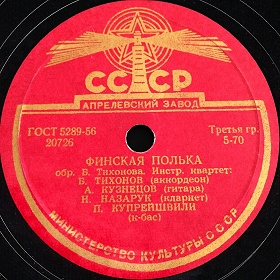 СССР
АПРЕЛЕВСКИЙ ЗАВОД
ГОСТ 5289-56
20726
Третья гр.
5-70
ФИНСКАЯ ПОЛЬКА
обр. В. Тихонова. Инстр. квартет:
Б. ТИХОНОВ (аккордеон)
А. КУЗНЕЦОВ (гитара)
Н. НАЗАРУК (кларнет)
П. КУПРЕЙШВИЛИ
(к-бас)
МИНИСТЕРСТВО КУЛЬТУРЫ СССР